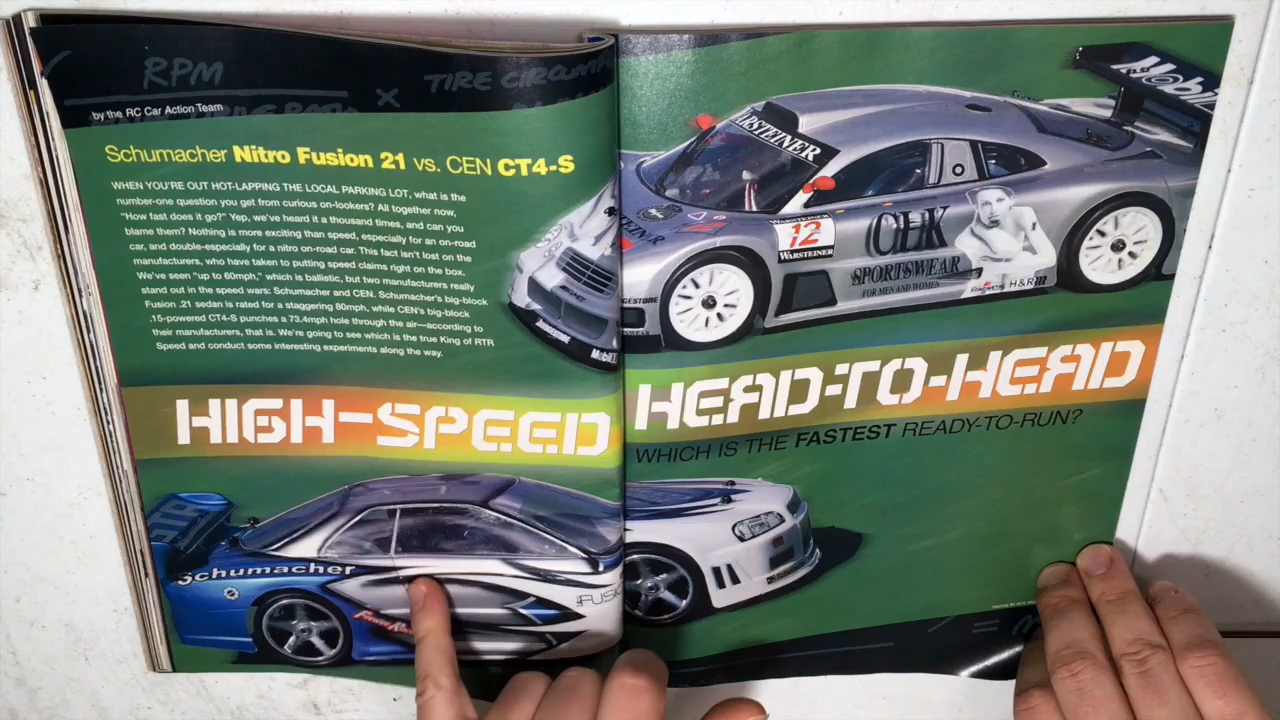 RPM
× TIRE CIRCUM
by the RC Car Action Team
Schumacher Nitro Fusion 21 vs. CEN CT4-S
WHEN YOU'RE OUT HOT-LAPPING THE LOCAL PARKING LOT, what is the
number-one question you get from curious on-lookers? All together now,
"How fast does it go?" Yep, we've heard it a thousand times, and can you
blame them? Nothing is more exciting than speed, especially for an on-road
car, and double-especially for a nitro on-road car. This fact isn't lost on the
manufacturers, who have taken to putting speed claims right on the box.
We've seen "up to 60mph," which is ballistic, but two manufacturers really
stand out in the speed wars: Schumacher and CEN. Schumacher's big-block
Fusion .21 sedan is rated for a staggering 80mph, while CEN's big-block
.15-powered CT4-S punches a 73.4mph hole through the air—according to
their manufacturers, that is. We're going to see which is the true King of RTR
Speed and conduct some interesting experiments along the way.
Mobil
WARSTEINER
WARSTEINER
12
WARSTEINER
CHK
SPORTSWEAR
FOR MEN AND WOMEN
H&R
BRIDGESTONE
Mobil
HIGH-SPEED HEAD-TO-HEAD
WHICH IS THE FASTEST READY-TO-RUN?
Schumacher
FUSION
=